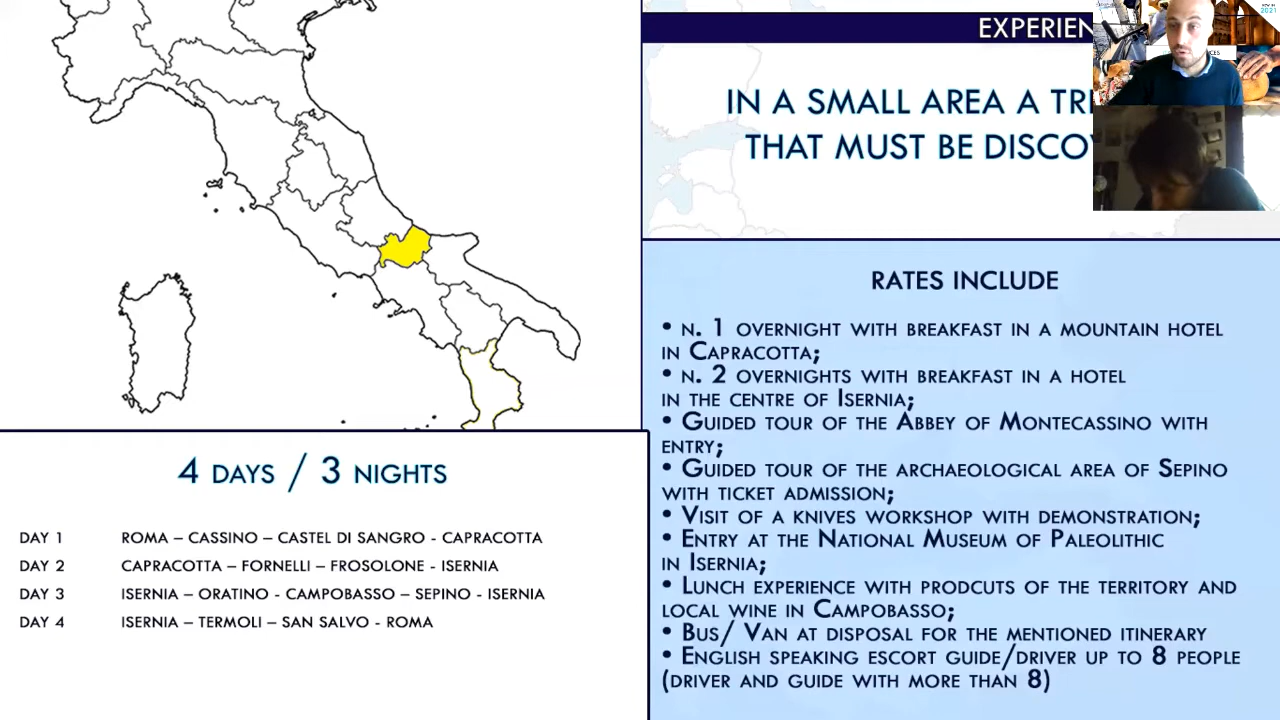 EXPERIEN
IN A SMALL AREA A TR
THAT MUST BE DISCO
2021
4 DAYS / 3 NIGHTS
DAY 1 ROMA – CASSINO – CASTEL DI SANGRO - CAPRACOTTA
DAY 2 CAPRACOTTA – FORNELLI – FROSOLONE - ISERNIA
DAY 3 ISERNIA – ORATINO - CAMPOBASSO – SEPINO - ISERNIA
DAY 4 ISERNIA – TERMOLI – SAN SALVO - ROMA
RATES INCLUDE
• N. 1 OVERNIGHT WITH BREAKFAST IN A MOUNTAIN HOTEL
IN CAPRACOTTA;
• N. 2 OVERNIGHTS WITH BREAKFAST IN A HOTEL
IN THE CENTRE OF ISERNIA;
• GUIDED TOUR OF THE ABBEY OF MONTECASSINO WITH
ENTRY;
• GUIDED TOUR OF THE ARCHAEOLOGICAL AREA OF SEPINO
WITH TICKET ADMISSION;
• VISIT OF A KNIVES WORKSHOP WITH DEMONSTRATION;
• ENTRY AT THE NATIONAL MUSEUM OF PALEOLITHIC
IN ISERNIA;
• LUNCH EXPERIENCE WITH PRODCUTS OF THE TERRITORY AND
LOCAL WINE IN CAMPOBASSO;
• BUS/ VAN AT DISPOSAL FOR THE MENTIONED ITINERARY
• ENGLISH SPEAKING ESCORT GUIDE/DRIVER UP TO 8 PEOPLE
(DRIVER AND GUIDE WITH MORE THAN 8)